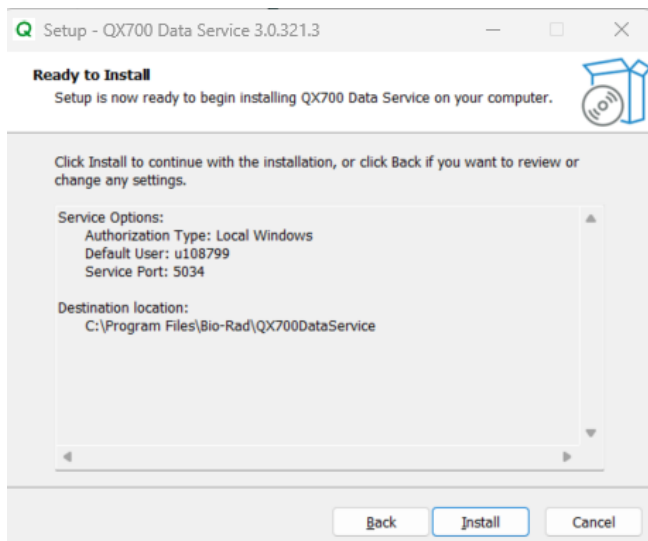 Setup - QX700 Data Service 3.0.321.3
Ready to Install
Setup is now ready to begin installing QX700 Data Service on your computer.
Click Install to continue with the installation, or click Back if you want to review or
change any settings.
Service Options:
Authorization Type: Local Windows
Default User: u108799
Service Port: 5034
Destination location:
C:\Program Files\Bio-Rad\QX700DataService
Back
Install
Cancel